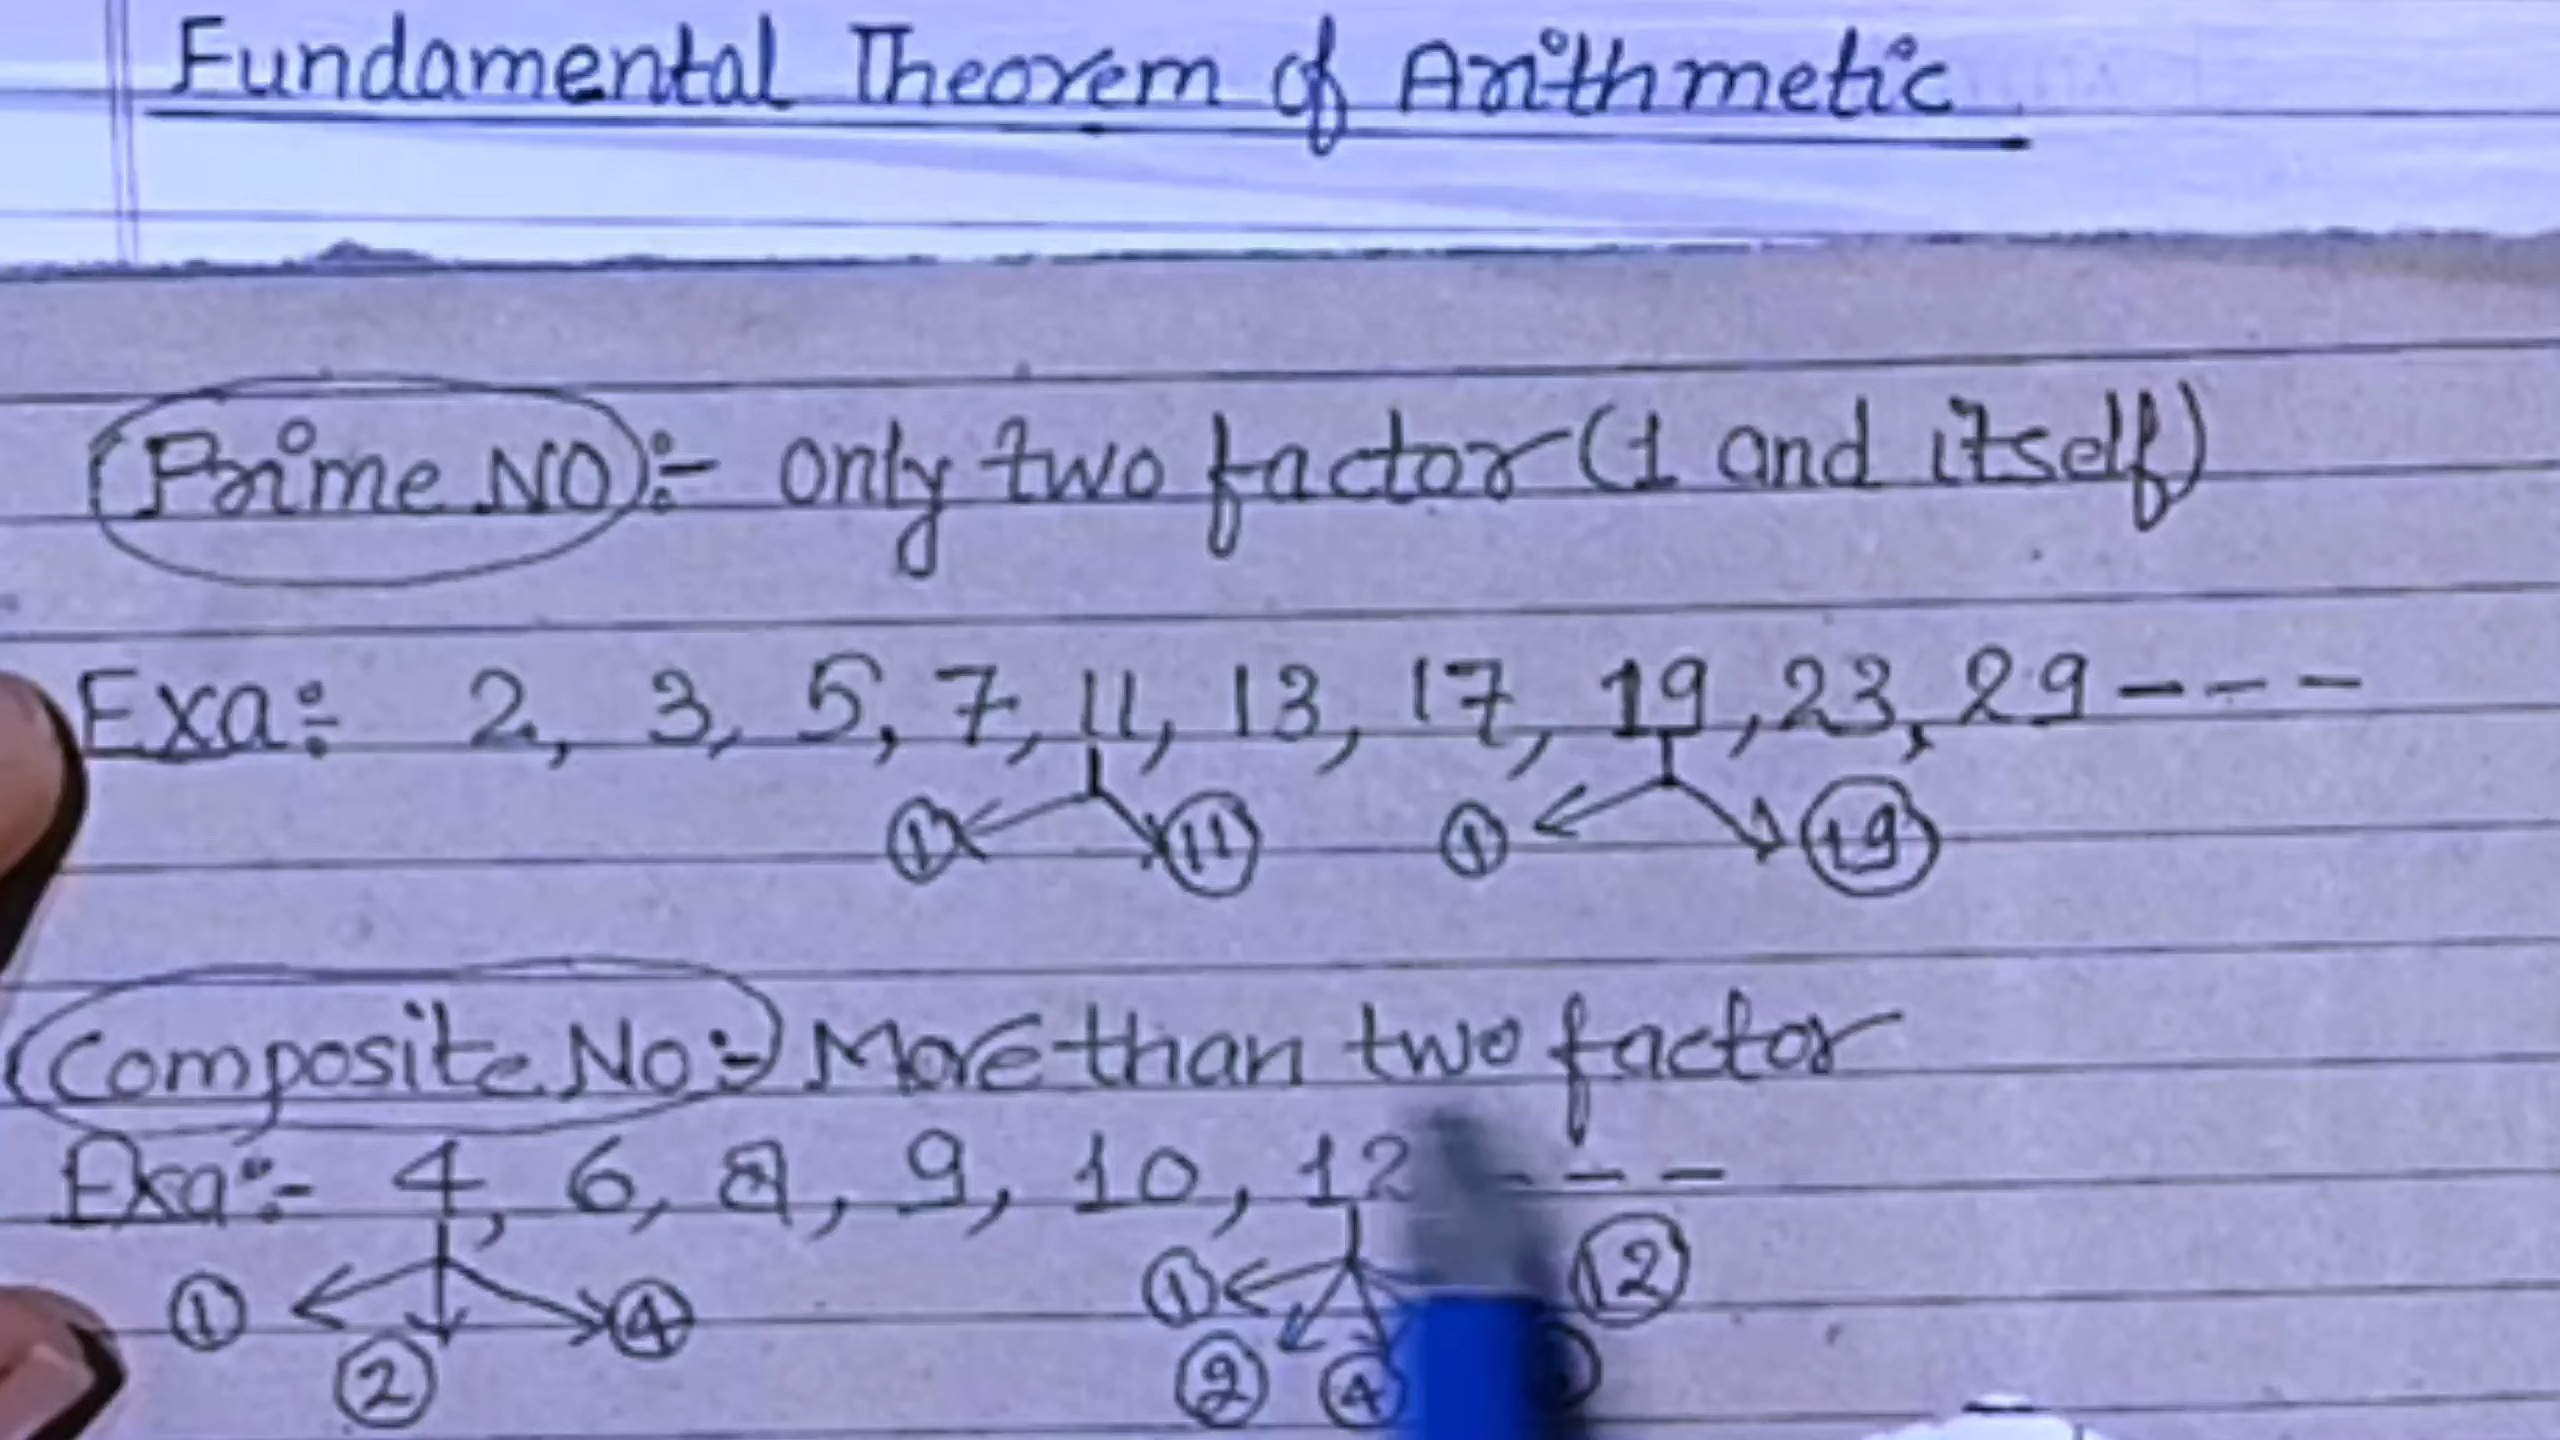 Fundamental Theorem of Arithmetic
Prime NO:- only two factor (1 and itself)
Exa:- 2, 3, 5, 7, 11, 13, 17, 19, 23, 29 - - - -
1 11 1 19
Composite No:- More than two factor
Exa:- 4, 6, 8, 9, 10, 12 - - -
1 4 1 12
2 2 4